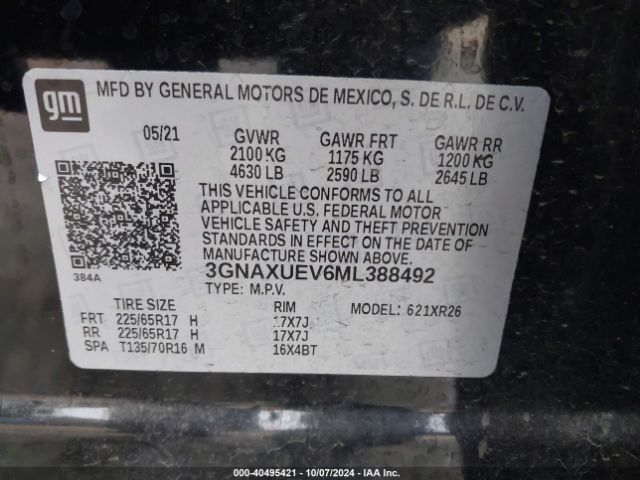 gm
MFD BY GENERAL MOTORS DE MEXICO, S. DE R.L. DE C.V.
05/21 GVWR GAWR FRT GAWR RR
2100 KG 1175 KG 1200 KG
4630 LB 2590 LB 2645 LB
THIS VEHICLE CONFORMS TO ALL
APPLICABLE U.S. FEDERAL MOTOR
VEHICLE SAFETY AND THEFT PREVENTION
STANDARDS IN EFFECT ON THE DATE OF
MANUFACTURE SHOWN ABOVE.
384A 3GNAXUEV6ML388492
TYPE: M.P.V.
TIRE SIZE RIM MODEL: 621XR26
FRT 225/65R17 H 17X7J
RR 225/65R17 H 17X7J
SPA T135/70R16 M 16X4BT
000-40495421 - 10/07/2024 - IAA Inc.